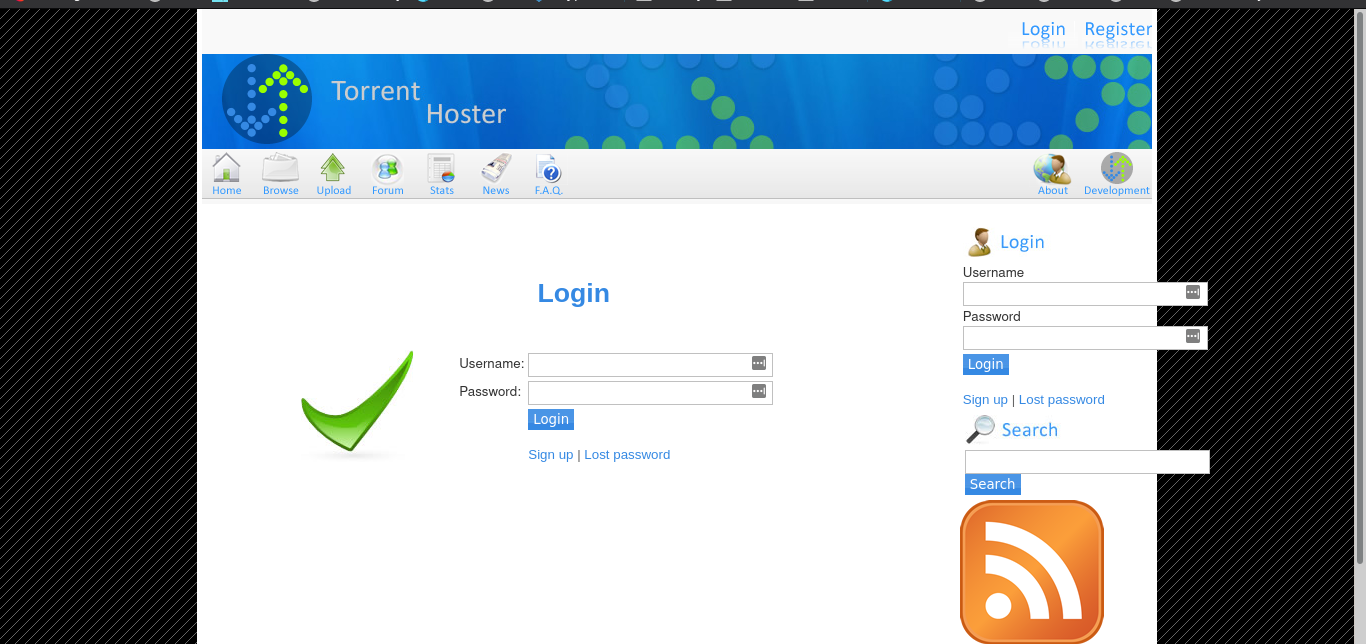 Login Register
Torrent
Hoster
Home Browse Upload Forum Stats News F.A.Q. About Development
Login
Username:
Password:
Login
Sign up | Lost password
Login
Username
Password
Login
Sign up | Lost password
Search
Search